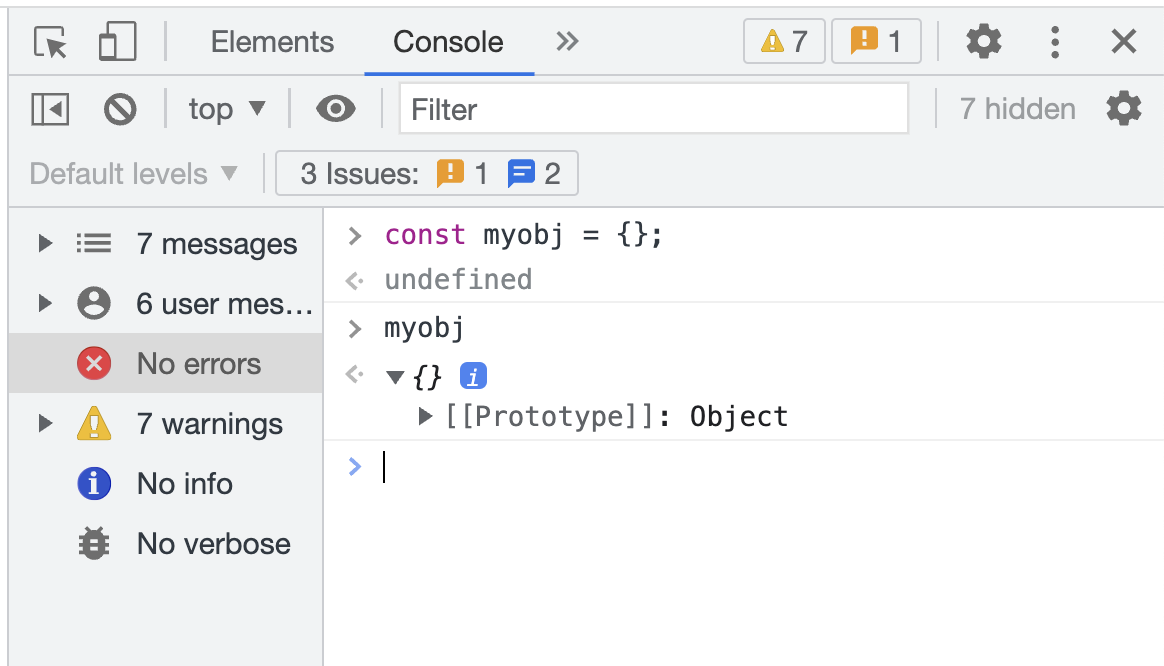 Elements Console 7 1
top Filter 7 hidden
Default levels 3 Issues: 1 2
7 messages
6 user mes...
No errors
7 warnings
No info
No verbose
> const myobj = {};
undefined
> myobj
{} i
[[Prototype]]: Object
>